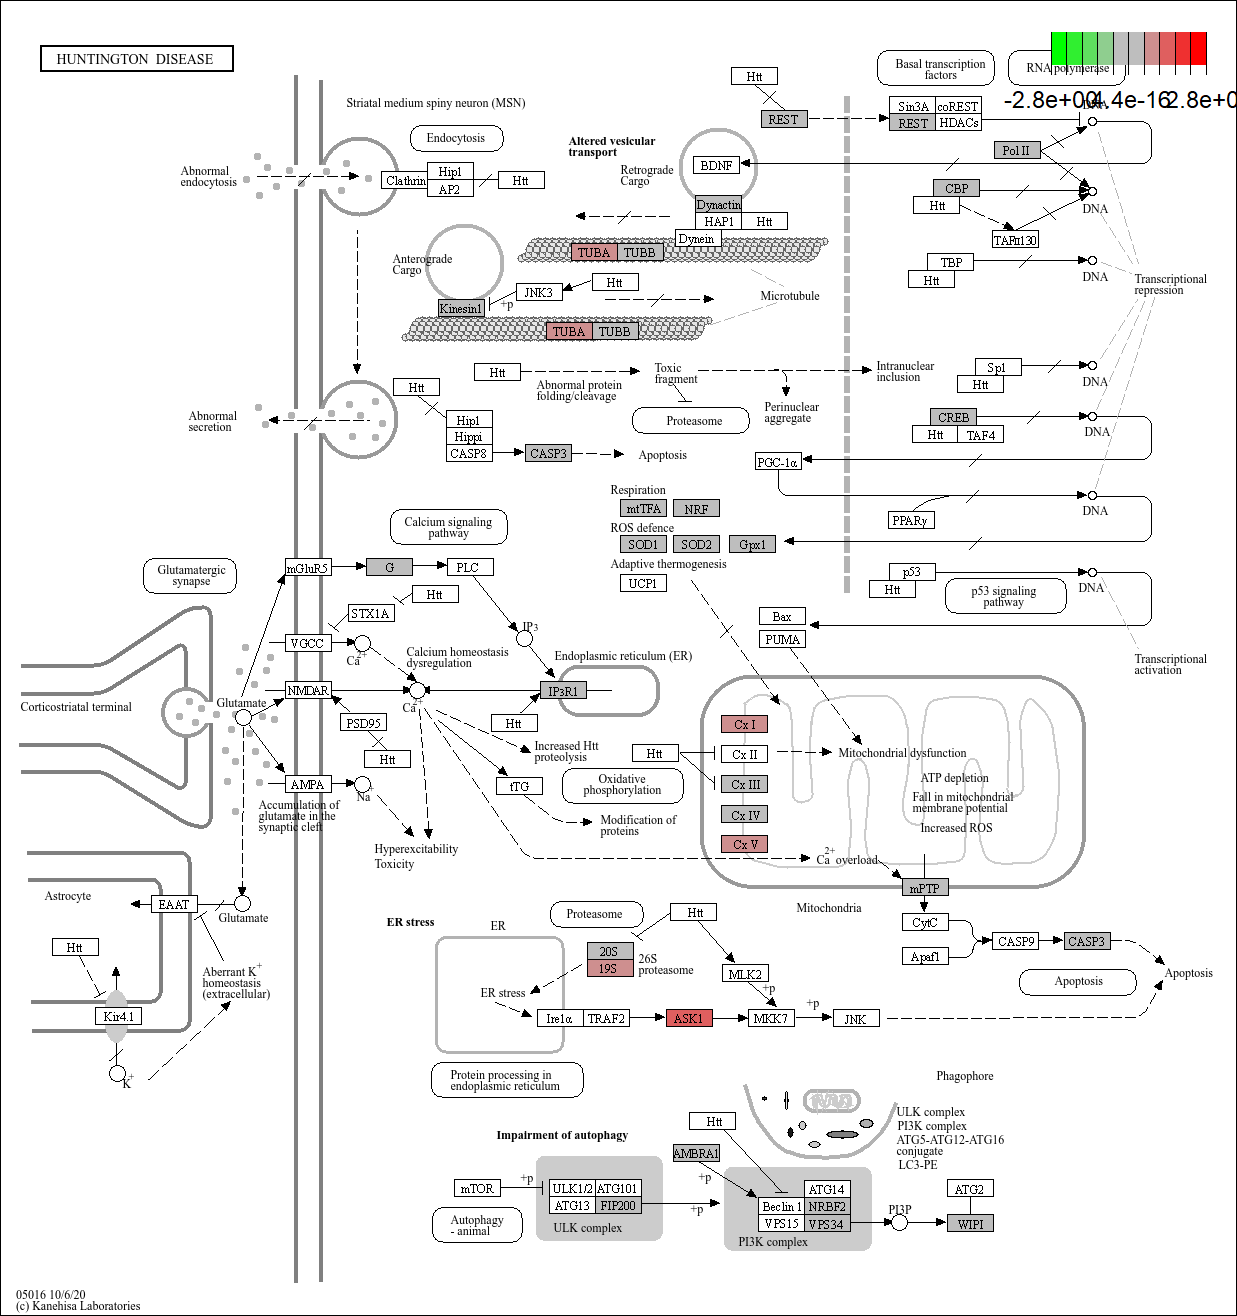 HUNTINGTON DISEASE
Striatal medium spiny neuron (MSN)
Endocytosis
Abnormal
endocytosis
Clathrin
Hip1
AP2
Htt
Altered vesicular
transport
Retrograde
Cargo
BDNF
Dynactin
HAP1
Htt
Dynein
TUBA
TUBB
Anterograde
Cargo
Kinesin1
+p
JNK3
Htt
TUBA
TUBB
Microtubule
Htt
REST
Basal transcription
factors
RNA polymerase
-2.8e+00
2.8e+0
Sin3A
coREST
REST
HDACs
DNA
Pol II
CBP
Htt
TAFII130
DNA
TBP
Htt
DNA
Transcriptional
repression
Sp1
Htt
DNA
CREB
Htt
TAF4
DNA
PGC-1α
PPARγ
DNA
p53
Htt
DNA
p53 signaling
pathway
Transcriptional
activation
Htt
Abnormal protein
folding/cleavage
Toxic
fragment
Proteasome
Perinuclear
aggregate
Intranuclear
inclusion
Abnormal
secretion
Htt
Hip1
Hippi
CASP8
CASP3
Apoptosis
Respiration
mtTFA
NRF
ROS defence
SOD1
SOD2
Gpx1
Adaptive thermogenesis
UCP1
Bax
PUMA
Calcium signaling
pathway
Glutamatergic
synapse
mGluR5
G
PLC
Htt
STX1A
VGCC
Ca2+
IP3
Calcium homeostasis
dysregulation
Endoplasmic reticulum (ER)
IP3R1
Htt
NMDAR
Ca2+
PSD95
Htt
Glutamate
Corticostriatal terminal
AMPA
Na+
Accumulation of
glutamate in the
synaptic cleft
Increased Htt
proteolysis
tTG
Modification of
proteins
Hyperexcitability
Toxicity
Oxidative
phosphorylation
Htt
Cx I
Cx II
Cx III
Cx IV
Cx V
Mitochondrial dysfunction
ATP depletion
Fall in mitochondrial
membrane potential
Increased ROS
Ca2+ overload
mPTP
Mitochondria
CytC
Apaf1
CASP9
CASP3
Apoptosis
Apoptosis
Astrocyte
EAAT
Glutamate
Htt
Kir4.1
K+
Aberrant K+
homeostasis
(extracellular)
ER stress
ER
Proteasome
Htt
20S
19S
26S
proteasome
ER stress
MLK2
+p
Ire1α
TRAF2
ASK1
MKK7
+p
JNK
Protein processing in
endoplasmic reticulum
Phagophore
ULK complex
PI3K complex
ATG5-ATG12-ATG16
conjugate
LC3-PE
Impairment of autophagy
Htt
AMBRA1
+p
mTOR
+p
ULK1/2
ATG101
ATG13
FIP200
ULK complex
+p
ATG14
Beclin 1
NRBF2
VPS15
VPS34
PI3K complex
PI3P
ATG2
WIPI
Autophagy
- animal
05016 10/6/20
(c) Kanehisa Laboratories